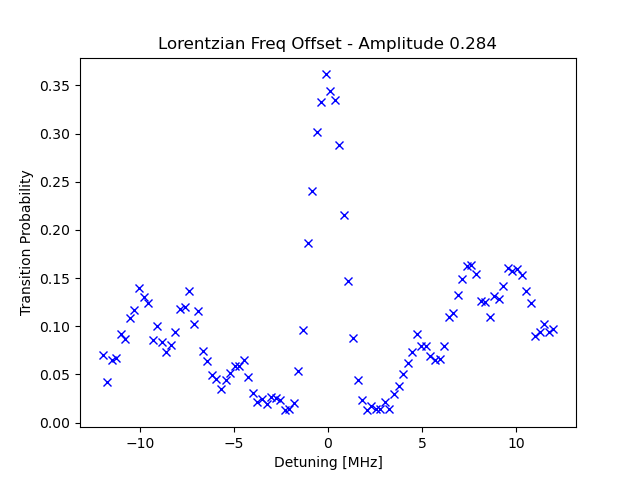 Lorentzian Freq Offset - Amplitude 0.284
Transition Probability
0.35
0.30
0.25
0.20
0.15
0.10
0.05
0.00
−10 −5 0 5 10
Detuning [MHz]